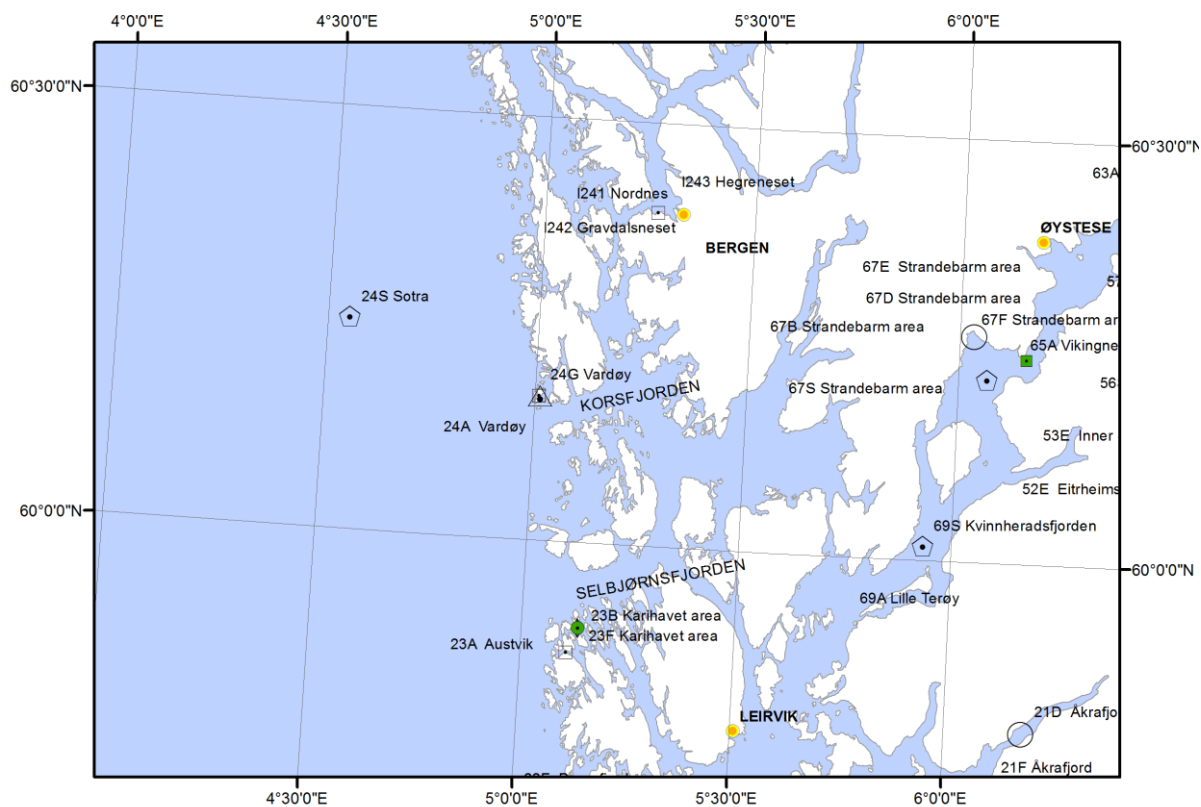 4°0'0"E 4°30'0"E 5°0'0"E 5°30'0"E 6°0'0"E
60°30'0"N
60°30'0"N
63A
I243 Hegreneset
I241 Nordnes
I242 Gravdalsneset
BERGEN
ØYSTESE
67E Strandebarm area
57
24S Sotra
67D Strandebarm area
67F Strandebarm ar
67B Strandebarm area
65A Vikingne
24G Vardøy
67S Strandebarm area
56
KORSFJORDEN
24A Vardøy
53E Inner
52E Eitrheims
60°0'0"N
69S Kvinnheradsfjorden
60°0'0"N
SELBJØRNSFJORDEN
69A Lille Terøy
23B Karihavet area
23F Karihavet area
23A Austvik
LEIRVIK
21D Åkrafjo
21F Åkrafjord
4°30'0"E 5°0'0"E 5°30'0"E 6°0'0"E